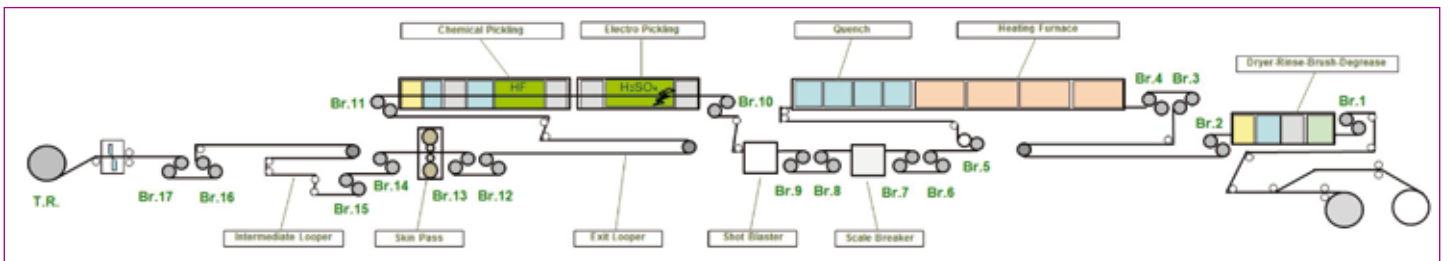 Chemical Pickling
Electro Pickling
Quench
Heating Furnace
Dryer-Rinse-Brush-Degrease
HF
H₂SO₄
Br.11
Br.10
Br.4
Br.3
Br.2
Br.1
T.R.
Br.17
Br.16
Br.15
Br.14
Br.13
Br.12
Br.9
Br.8
Br.7
Br.6
Br.5
Intermediate Looper
Skin Pass
Exit Looper
Shot Blaster
Scale Breaker